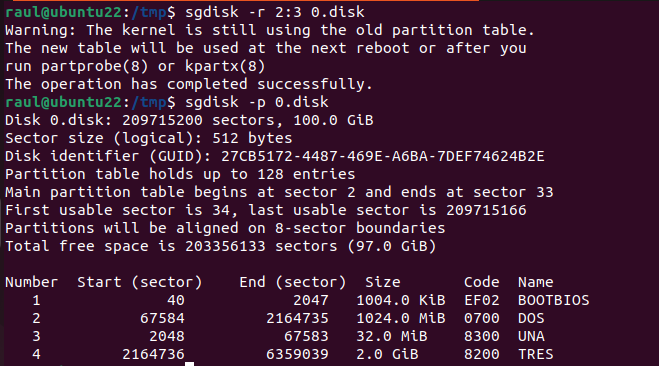 raul@ubuntu22:/tmp$ sgdisk -r 2:3 0.disk
Warning: The kernel is still using the old partition table.
The new table will be used at the next reboot or after you
run partprobe(8) or kpartx(8)
The operation has completed successfully.
raul@ubuntu22:/tmp$ sgdisk -p 0.disk
Disk 0.disk: 209715200 sectors, 100.0 GiB
Sector size (logical): 512 bytes
Disk identifier (GUID): 27CB5172-4487-469E-A6BA-7DEF74624B2E
Partition table holds up to 128 entries
Main partition table begins at sector 2 and ends at sector 33
First usable sector is 34, last usable sector is 209715166
Partitions will be aligned on 8-sector boundaries
Total free space is 203356133 sectors (97.0 GiB)
Number  Start (sector)    End (sector)  Size       Code  Name
   1              40            2047   1004.0 KiB  EF02  BOOTBIOS
   2           67584         2164735   1024.0 MiB  0700  DOS
   3            2048           67583   32.0 MiB    8300  UNA
   4         2164736         6359039   2.0 GiB     8200  TRES